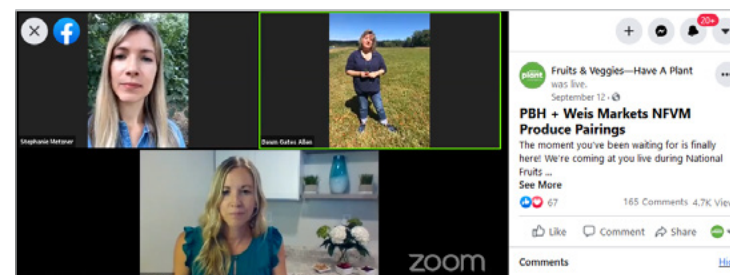 Stephanie Metzner
Dawn Gates Allen
zoom
20+
plant
Fruits & Veggies—Have A Plant
was live.
September 12 ·
PBH + Weis Markets NFVM
Produce Pairings
The moment you've been waiting for is finally
here! We're coming at you live during National
Fruits ...
See More
67 165 Comments 4.7K View
Like Comment Share
Comments